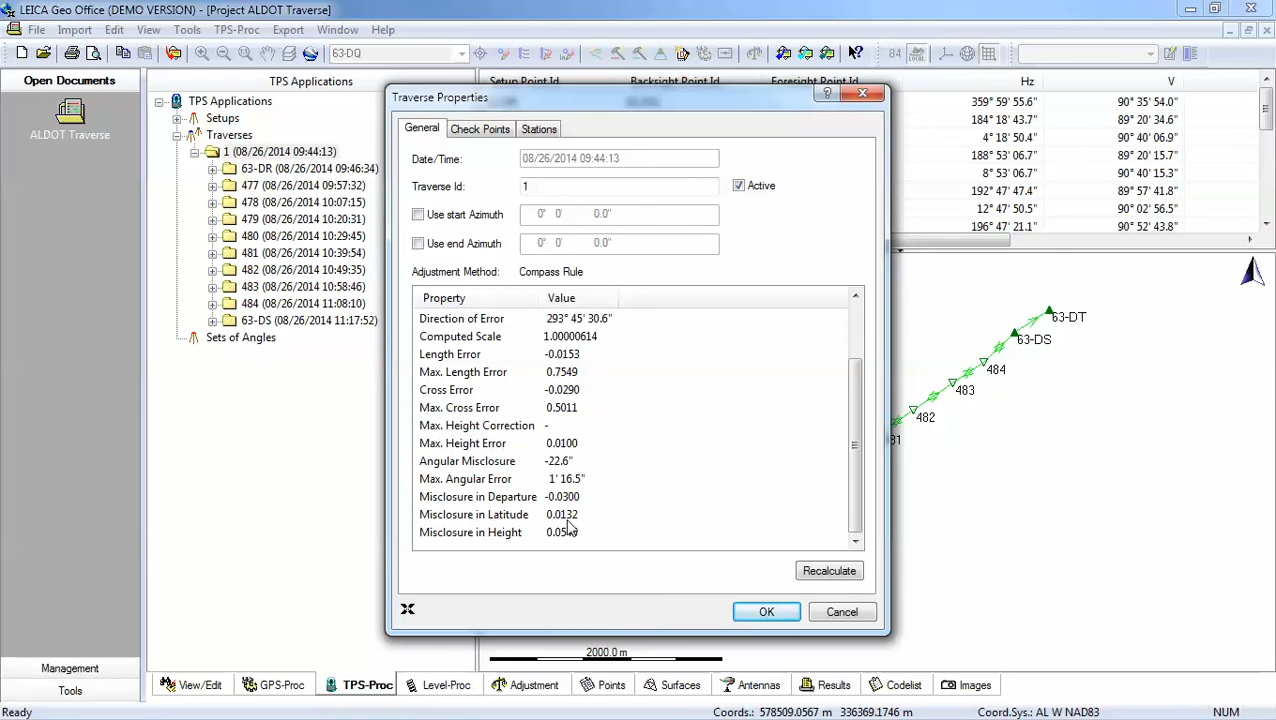 LEICA Geo Office (DEMO VERSION) - [Project ALDOT Traverse]
File Import Edit View Tools TPS-Proc Export Window Help
63-DQ
84
Open Documents
ALDOT Traverse
Management
Tools
TPS Applications
TPS Applications
Setups
Traverses
1 (08/26/2014 09:44:13)
63-DR (08/26/2014 09:46:34)
477 (08/26/2014 09:57:32)
478 (08/26/2014 10:07:15)
479 (08/26/2014 10:20:31)
480 (08/26/2014 10:29:45)
481 (08/26/2014 10:39:54)
482 (08/26/2014 10:49:35)
483 (08/26/2014 10:58:46)
484 (08/26/2014 11:08:10)
63-DS (08/26/2014 11:17:52)
Sets of Angles
Setup Point Id Backsight Point Id Foresight Point Id Hz V
359° 59' 55.6" 90° 35' 54.0"
184° 18' 43.7" 89° 20' 34.6"
4° 18' 50.4" 90° 40' 06.9"
188° 53' 06.7" 89° 20' 15.7"
8° 53' 06.7" 90° 40' 15.3"
192° 47' 47.4" 89° 57' 41.8"
12° 47' 50.5" 90° 02' 56.5"
196° 47' 21.1" 90° 52' 43.8"
Traverse Properties
General Check Points Stations
Date/Time: 08/26/2014 09:44:13
Traverse Id: 1 Active
Use start Azimuth 0° 0' 0.0"
Use end Azimuth 0° 0' 0.0"
Adjustment Method: Compass Rule
Property Value
Direction of Error 293° 45' 30.6"
Computed Scale 1.00000614
Length Error -0.0153
Max. Length Error 0.7549
Cross Error -0.0290
Max. Cross Error 0.5011
Max. Height Correction -
Max. Height Error 0.0100
Angular Misclosure -22.6"
Max. Angular Error 1' 16.5"
Misclosure in Departure -0.0300
Misclosure in Latitude 0.0132
Misclosure in Height
Recalculate
OK Cancel
63-DT
63-DS
484
483
482
2000.0 m
View/Edit GPS-Proc TPS-Proc Level-Proc Adjustment Points Surfaces Antennas Results Codelist Images
Ready Coords.: 578509.0567 m 336369.1746 m Coord.Sys.: AL W NAD83 NUM